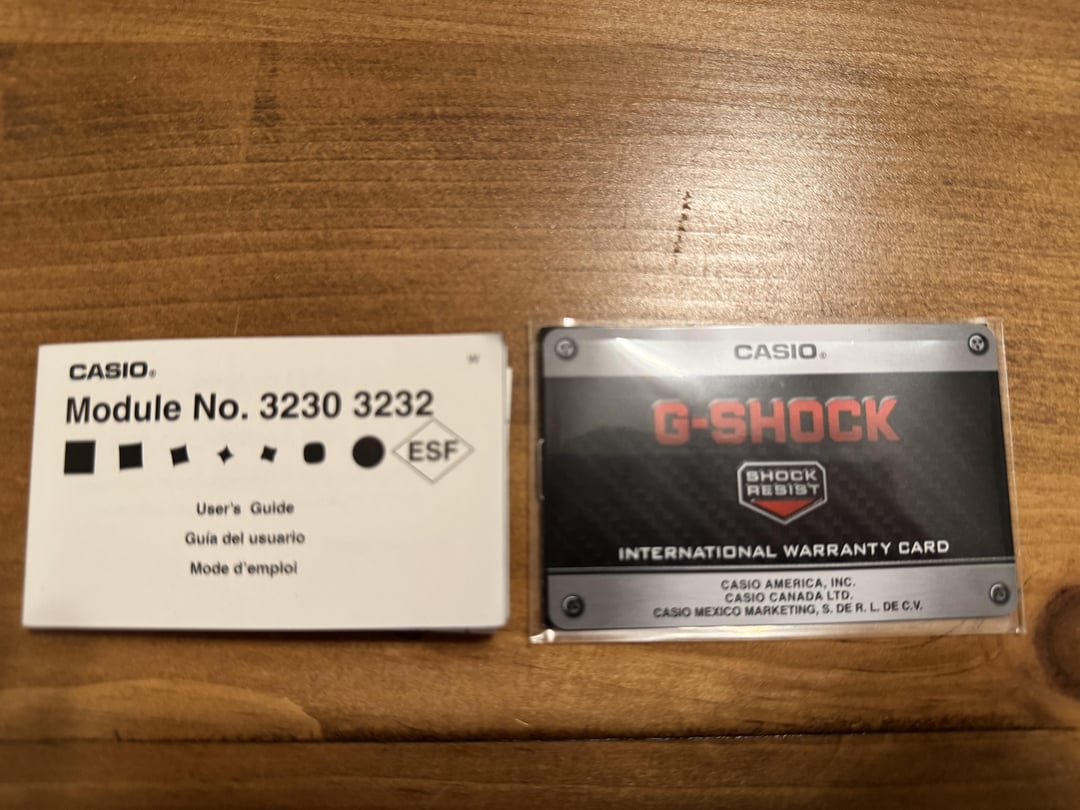 CASIO®
W
Module No. 3230 3232
ESF
User's Guide
Guía del usuario
Mode d'emploi
CASIO®
G-SHOCK
SHOCK
RESIST
INTERNATIONAL WARRANTY CARD
CASIO AMERICA, INC.
CASIO CANADA LTD.
CASIO MEXICO MARKETING, S. DE R. L. DE C.V.